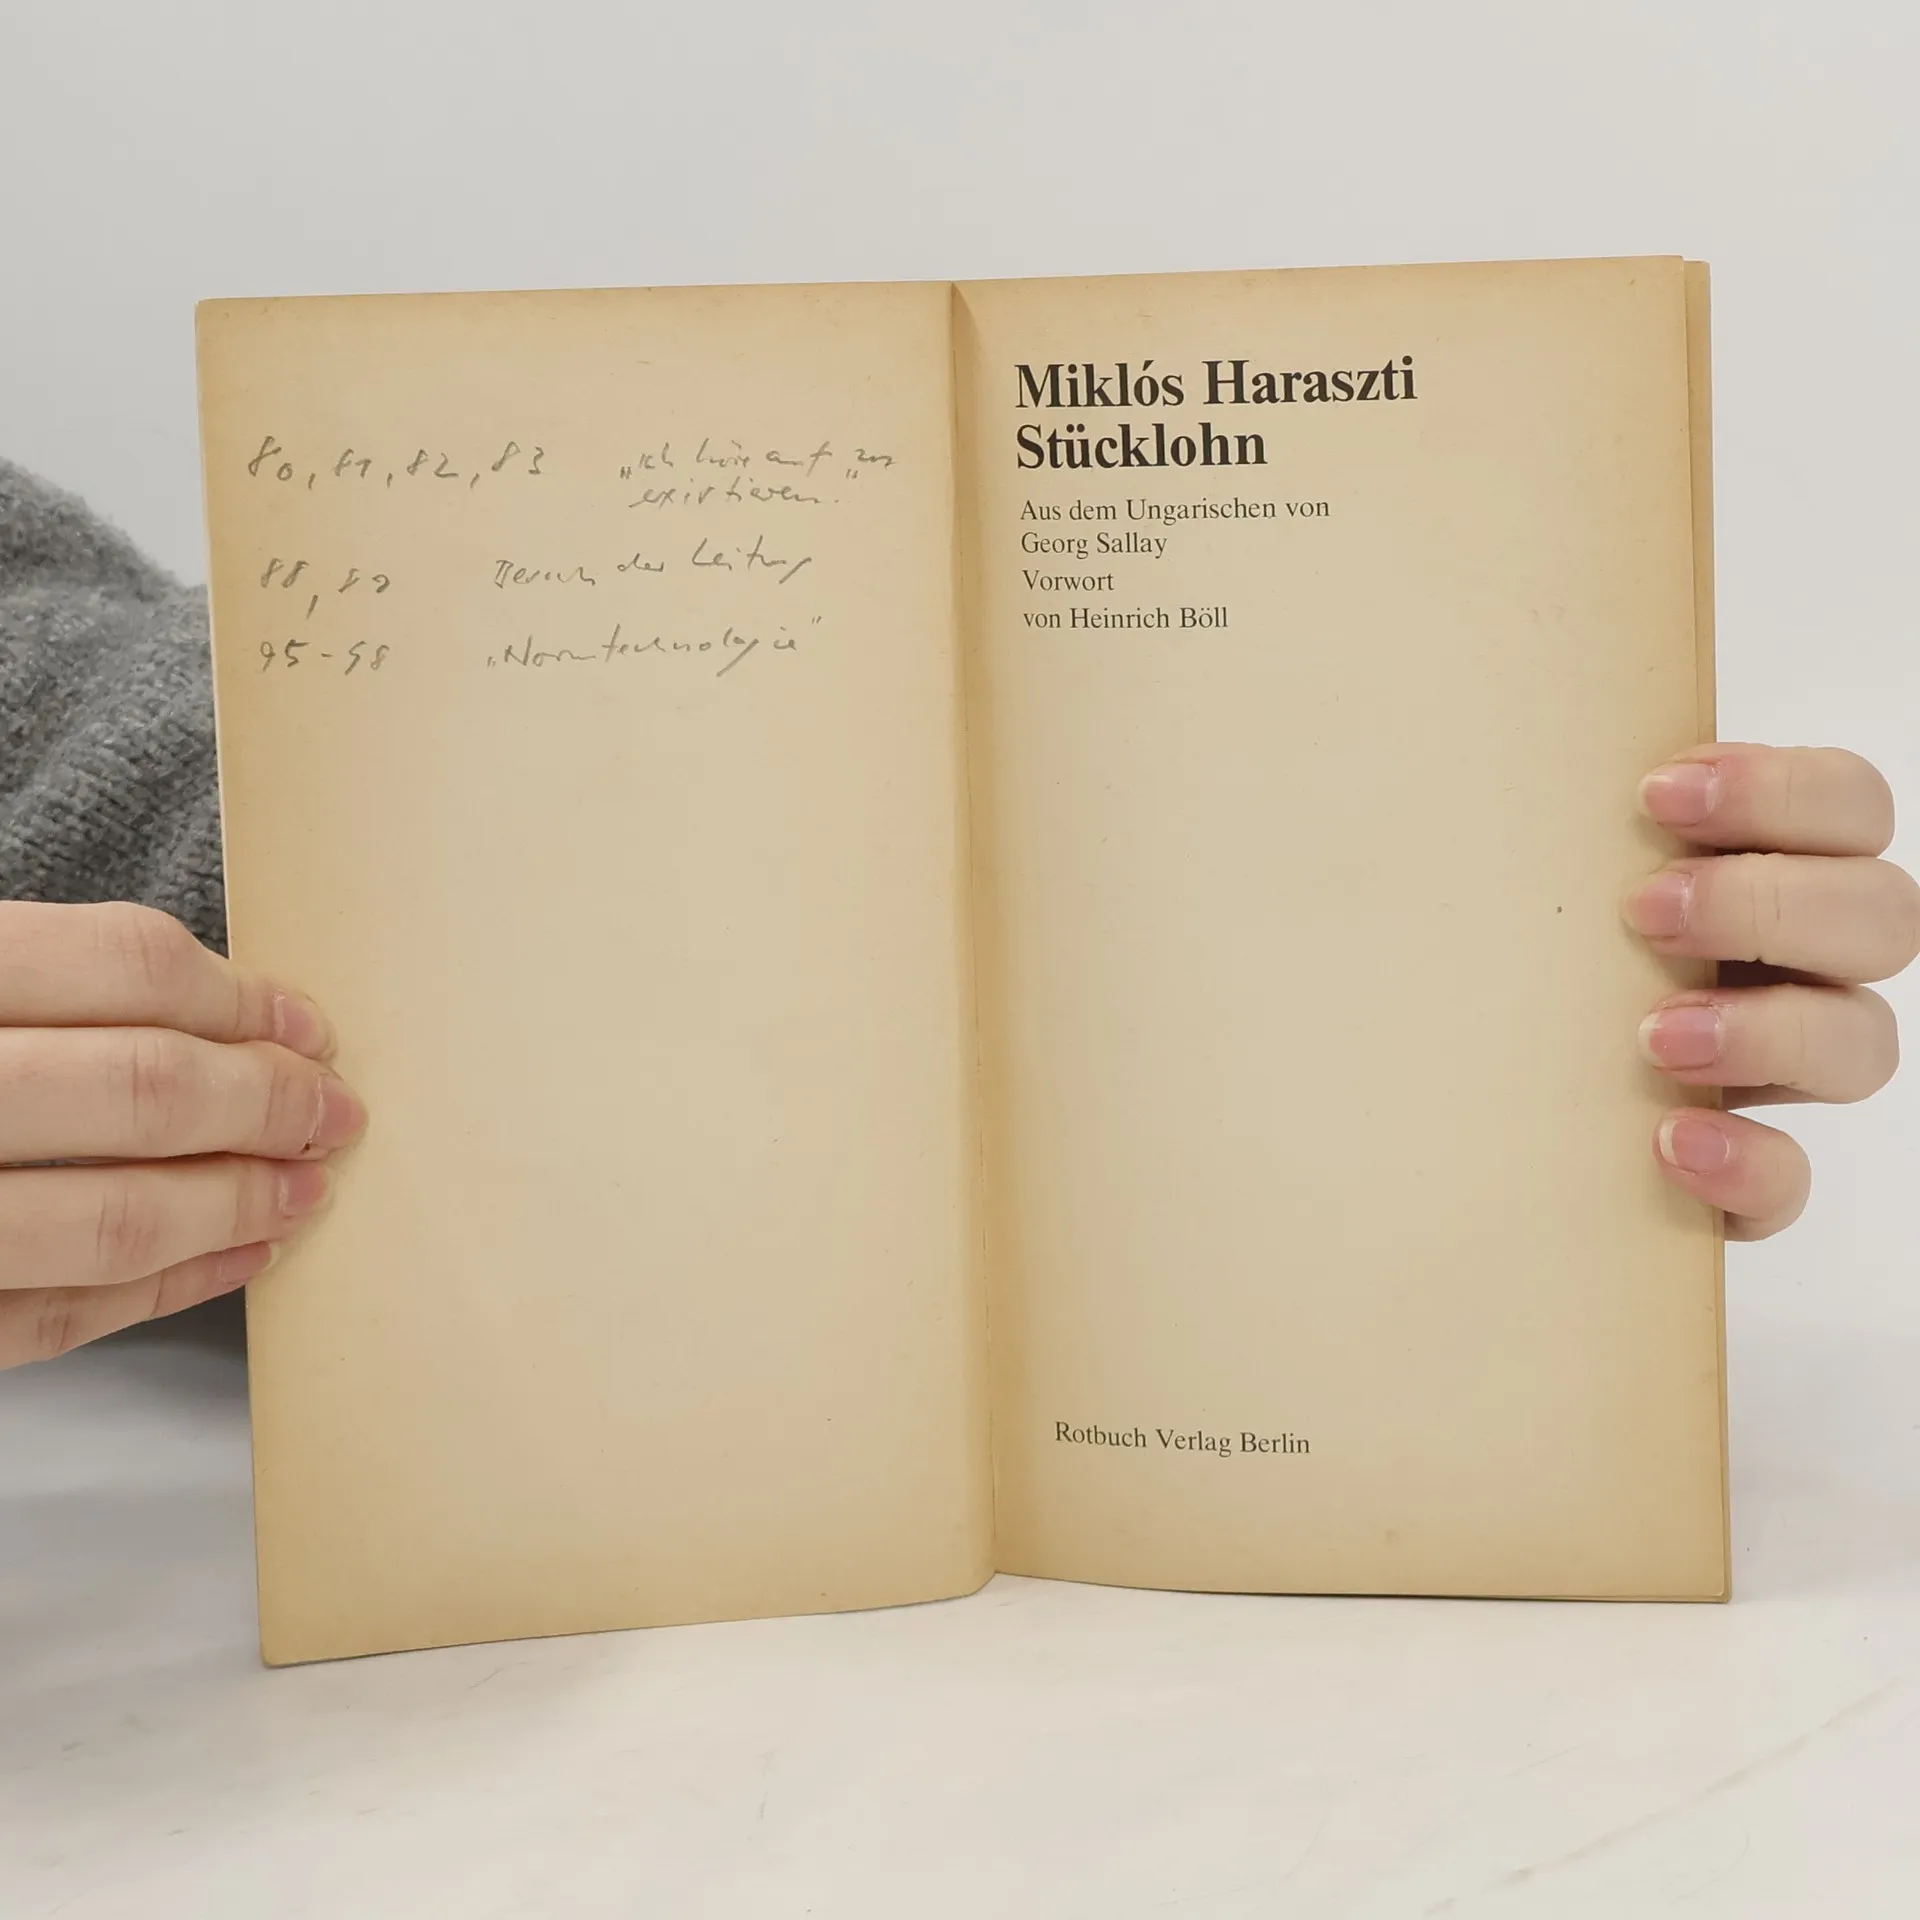 80, 81, 82, 83 „Ich höre auf zu
existieren."
88, 89 Besuch der Leitung
95-98 „Normtechnologie"
Miklós Haraszti
Stücklohn
Aus dem Ungarischen von
Georg Sallay
Vorwort
von Heinrich Böll
Rotbuch Verlag Berlin